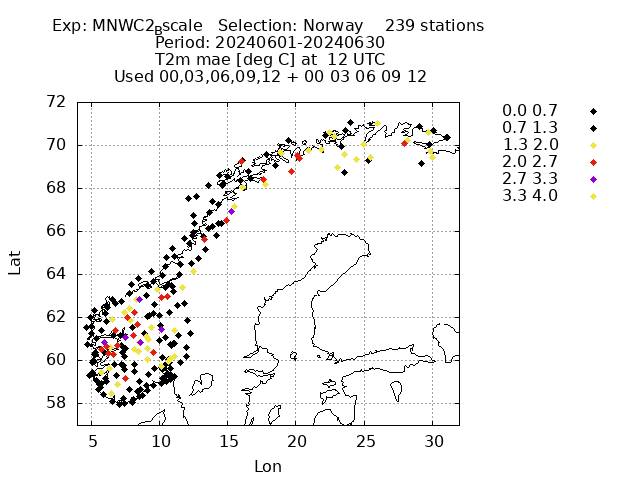 Exp: MNWC2Bscale   Selection: Norway    239 stations
Period: 20240601-20240630
T2m mae [deg C] at  12 UTC
Used 00,03,06,09,12 + 00 03 06 09 12
72
70
68
66
64
62
60
58
Lat
5 10 15 20 25 30
Lon
0.0 0.7
0.7 1.3
1.3 2.0
2.0 2.7
2.7 3.3
3.3 4.0